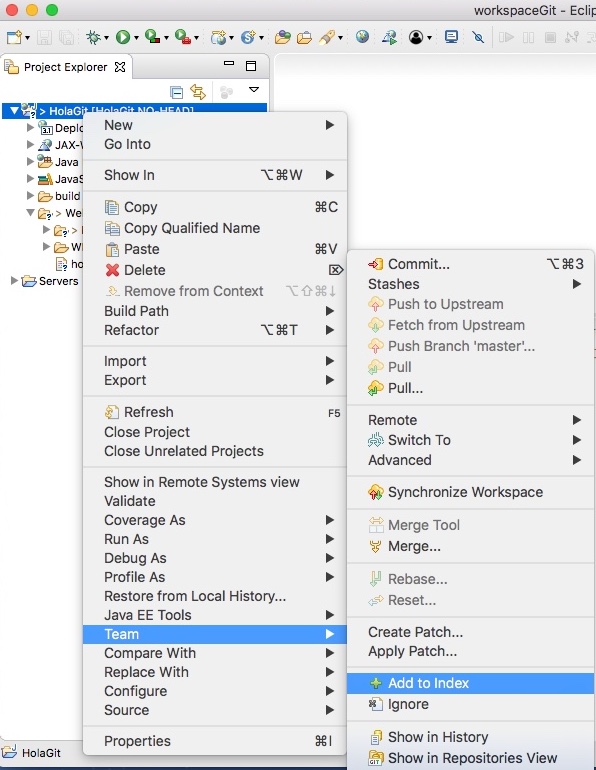 workspaceGit - Eclip
Project Explorer
> HolaGit [HolaGit NO-HEAD]
Deplo
JAX-W
Java
JavaS
build
> We
>
WE
ho
Servers
New
Go Into
Show In ⌥⌘W
Copy ⌘C
Copy Qualified Name
Paste ⌘V
Delete ⌦
Remove from Context ⌥⇧⌘↓
Build Path
Refactor ⌥⌘T
Import
Export
Refresh F5
Close Project
Close Unrelated Projects
Show in Remote Systems view
Validate
Coverage As
Run As
Debug As
Profile As
Restore from Local History...
Java EE Tools
Team
Compare With
Replace With
Configure
Source
Properties ⌘I
Commit... ⌥⌘3
Stashes
Push to Upstream
Fetch from Upstream
Push Branch 'master'...
Pull
Pull...
Remote
Switch To
Advanced
Synchronize Workspace
Merge Tool
Merge...
Rebase...
Reset...
Create Patch...
Apply Patch...
Add to Index
Ignore
Show in History
Show in Repositories View
HolaGit